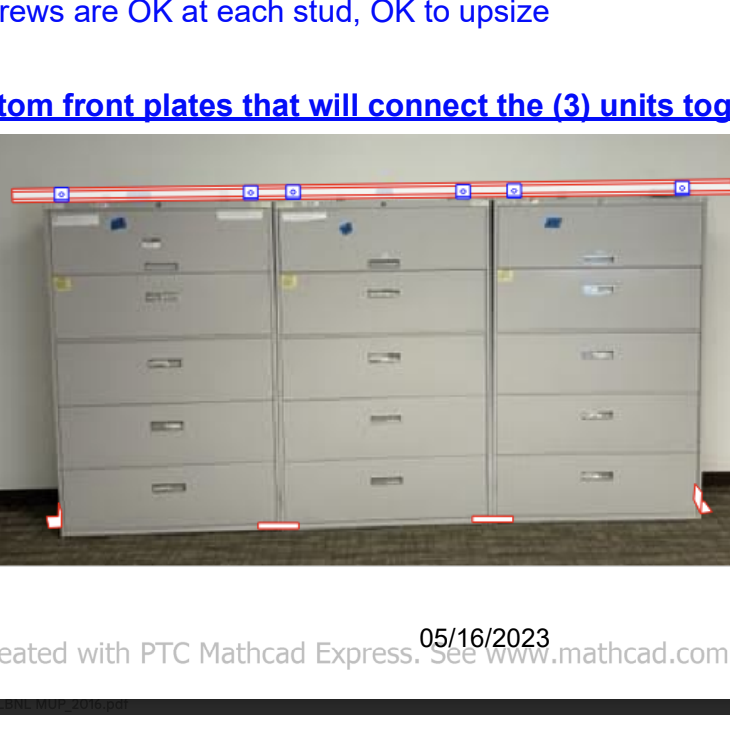 rews are OK at each stud, OK to upsize
tom front plates that will connect the (3) units tog
05/16/2023
eated with PTC Mathcad Express. See www.mathcad.com
LBNL MUP_2016.pdf